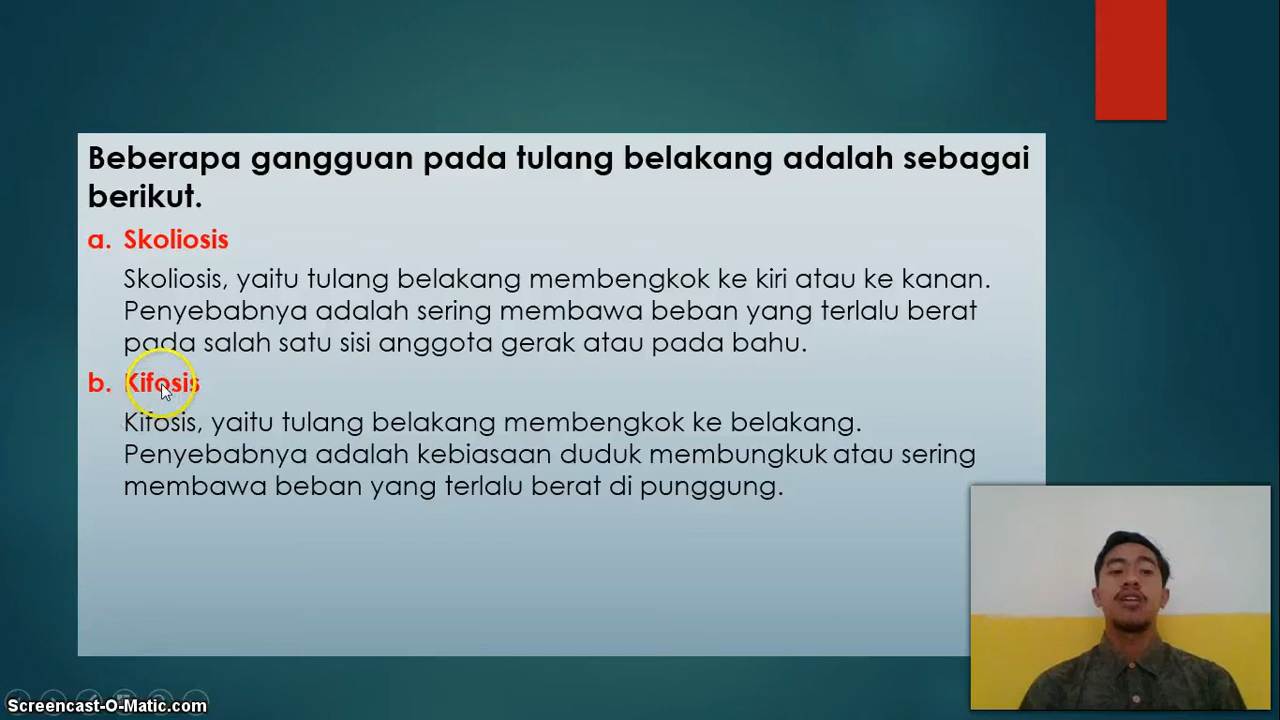 Beberapa gangguan pada tulang belakang adalah sebagai
berikut.
a. Skoliosis
Skoliosis, yaitu tulang belakang membengkok ke kiri atau ke kanan.
Penyebabnya adalah sering membawa beban yang terlalu berat
pada salah satu sisi anggota gerak atau pada bahu.
b. Kifosis
Kifosis, yaitu tulang belakang membengkok ke belakang.
Penyebabnya adalah kebiasaan duduk membungkuk atau sering
membawa beban yang terlalu berat di punggung.
Screencast-O-Matic.com